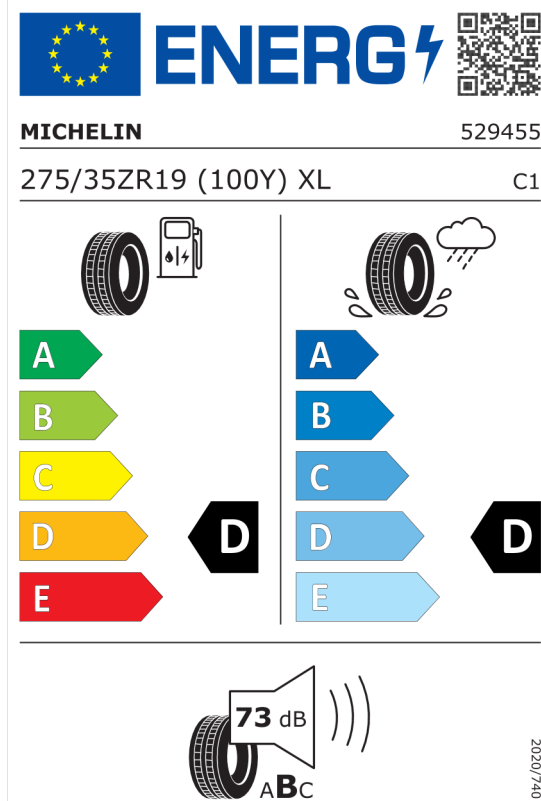 ENERG
MICHELIN 529455
275/35ZR19 (100Y) XL C1
A A
B B
C C
D D D D
E E
73 dB
ABC
2020/740